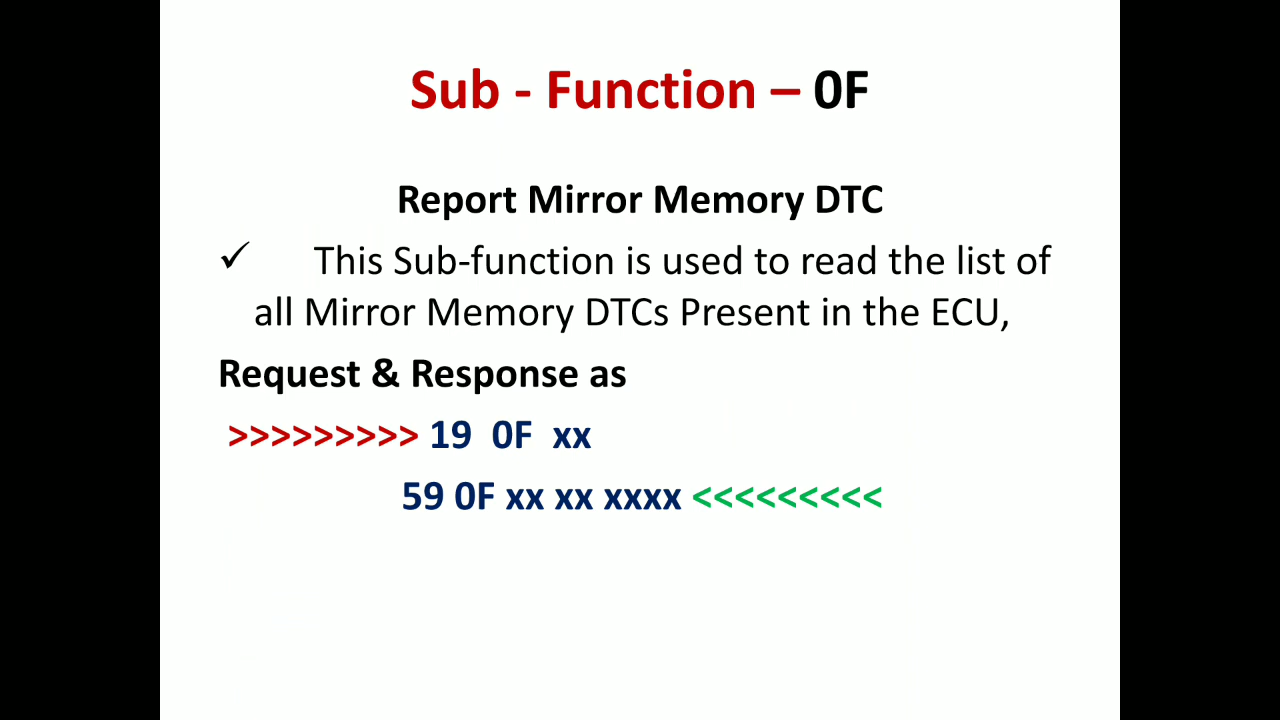 Sub - Function – 0F
Report Mirror Memory DTC
✓ This Sub-function is used to read the list of
all Mirror Memory DTCs Present in the ECU,
Request & Response as
>>>>>>>>> 19 0F xx
59 0F xx xx xxxx <<<<<<<<<